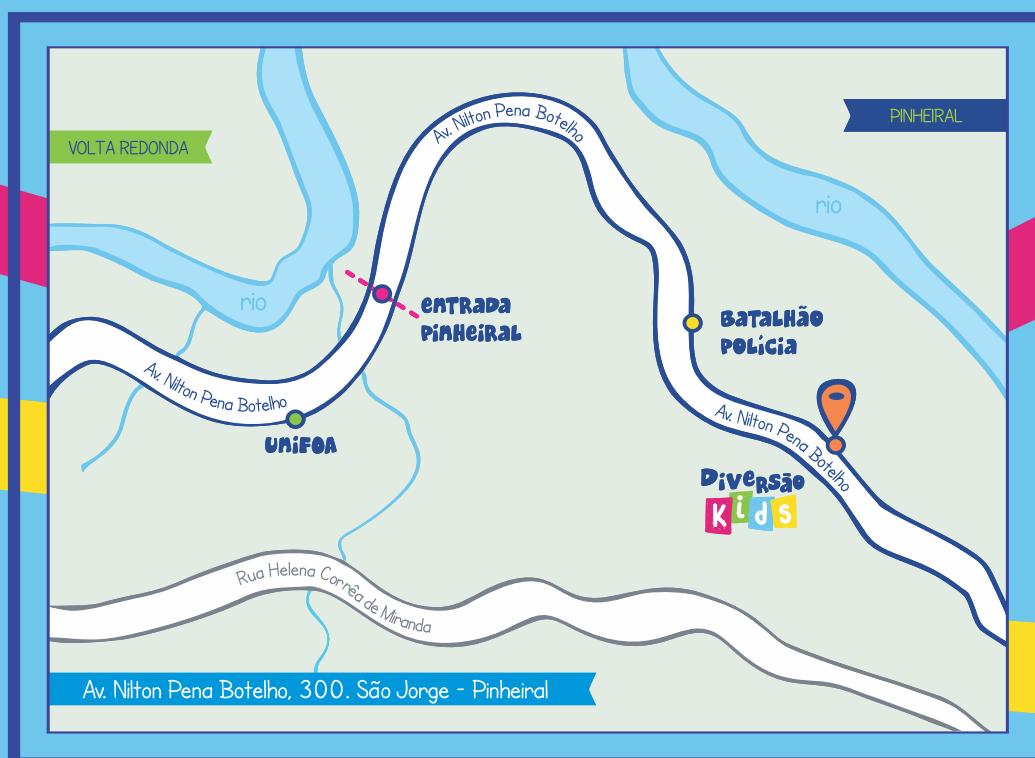 Av. Nilton Pena Botelho
PINHEIRAL
VOLTA REDONDA
rio
rio
ENTRADA
PINHEIRAL
BATALHÃO
POLÍCIA
Av. Nilton Pena Botelho
UNIFOA
Av. Nilton Pena Botelho
Diversão
Kids
Rua Helena Corrêa de Miranda
Av. Nilton Pena Botelho, 300. São Jorge - Pinheiral